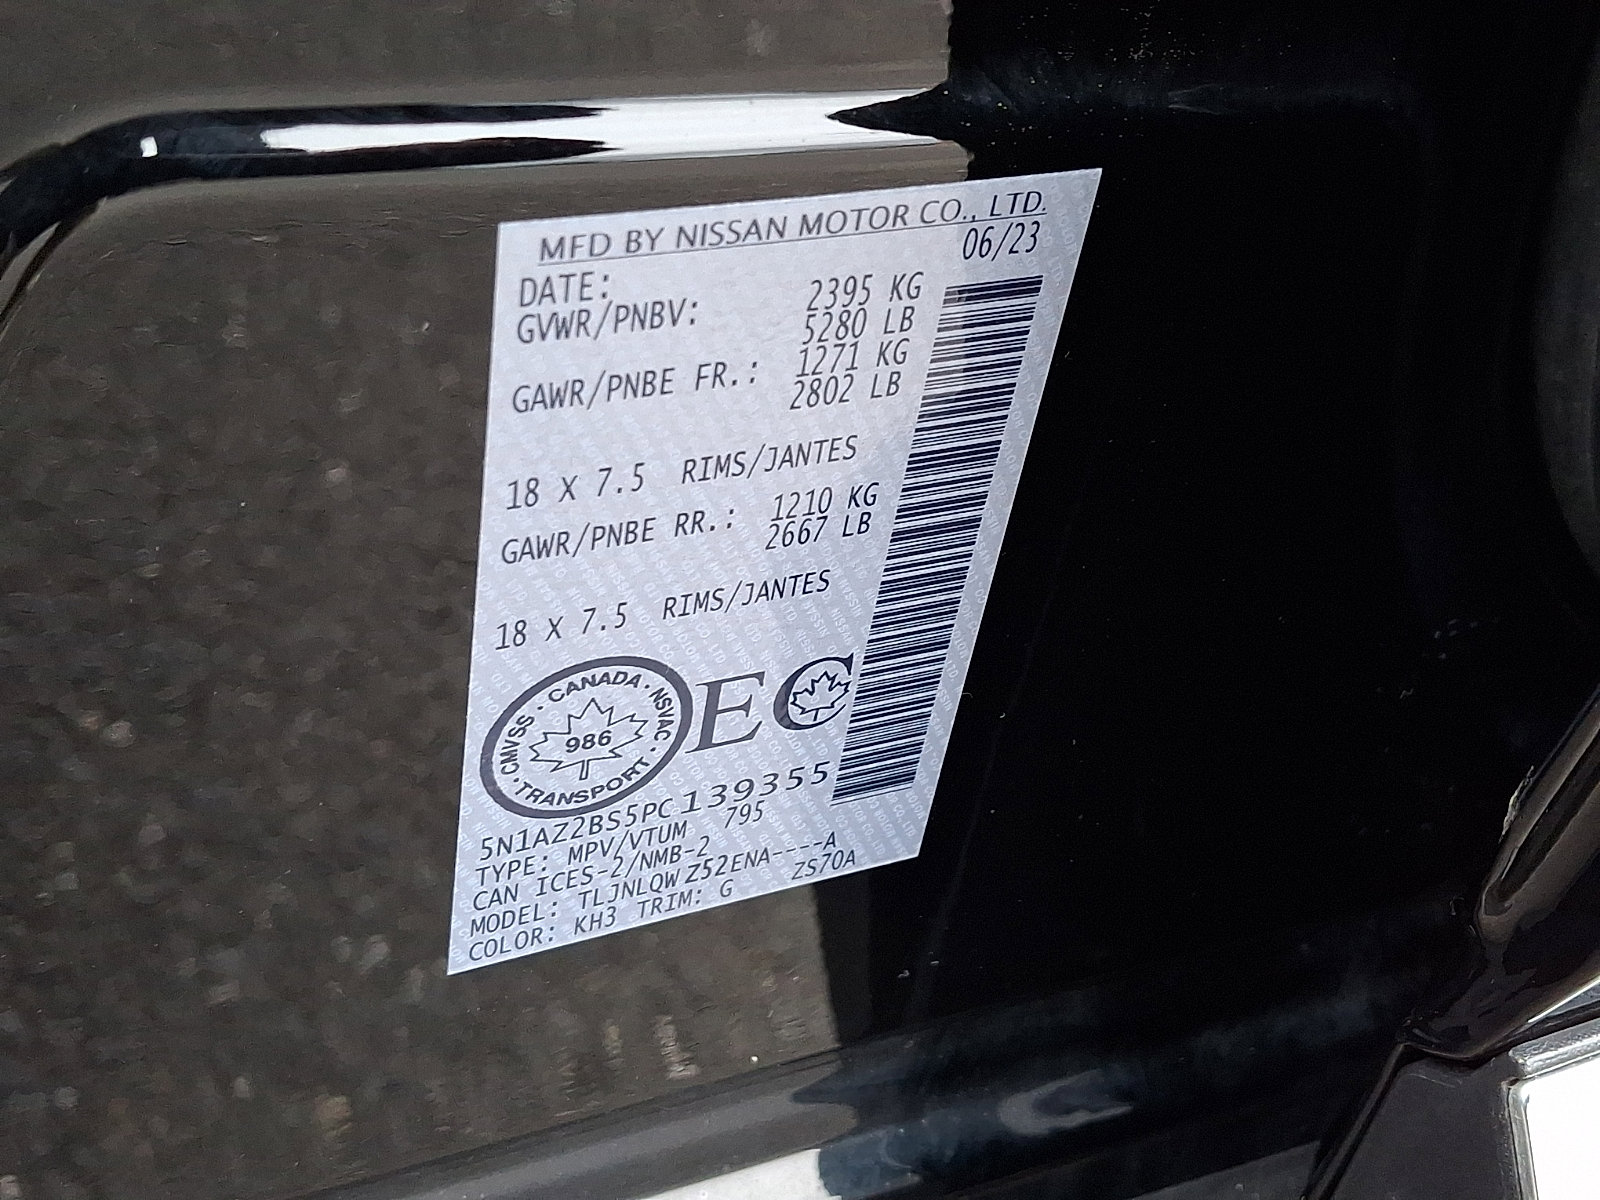 MFD BY NISSAN MOTOR CO., LTD.
DATE: 06/23
GVWR/PNBV: 2395 KG
5280 LB
GAWR/PNBE FR.: 1271 KG
2802 LB
18 X 7.5 RIMS/JANTES
GAWR/PNBE RR.: 1210 KG
2667 LB
18 X 7.5 RIMS/JANTES
· CANADA · NSVAC · TRANSPORT · CMVSS
986
EC
5N1AZ2BS5PC139355
TYPE: MPV/VTUM 795
CAN ICES-2/NMB-2
MODEL: TLJNLQWZ52ENA----A
COLOR: KH3 TRIM: G ZS70A